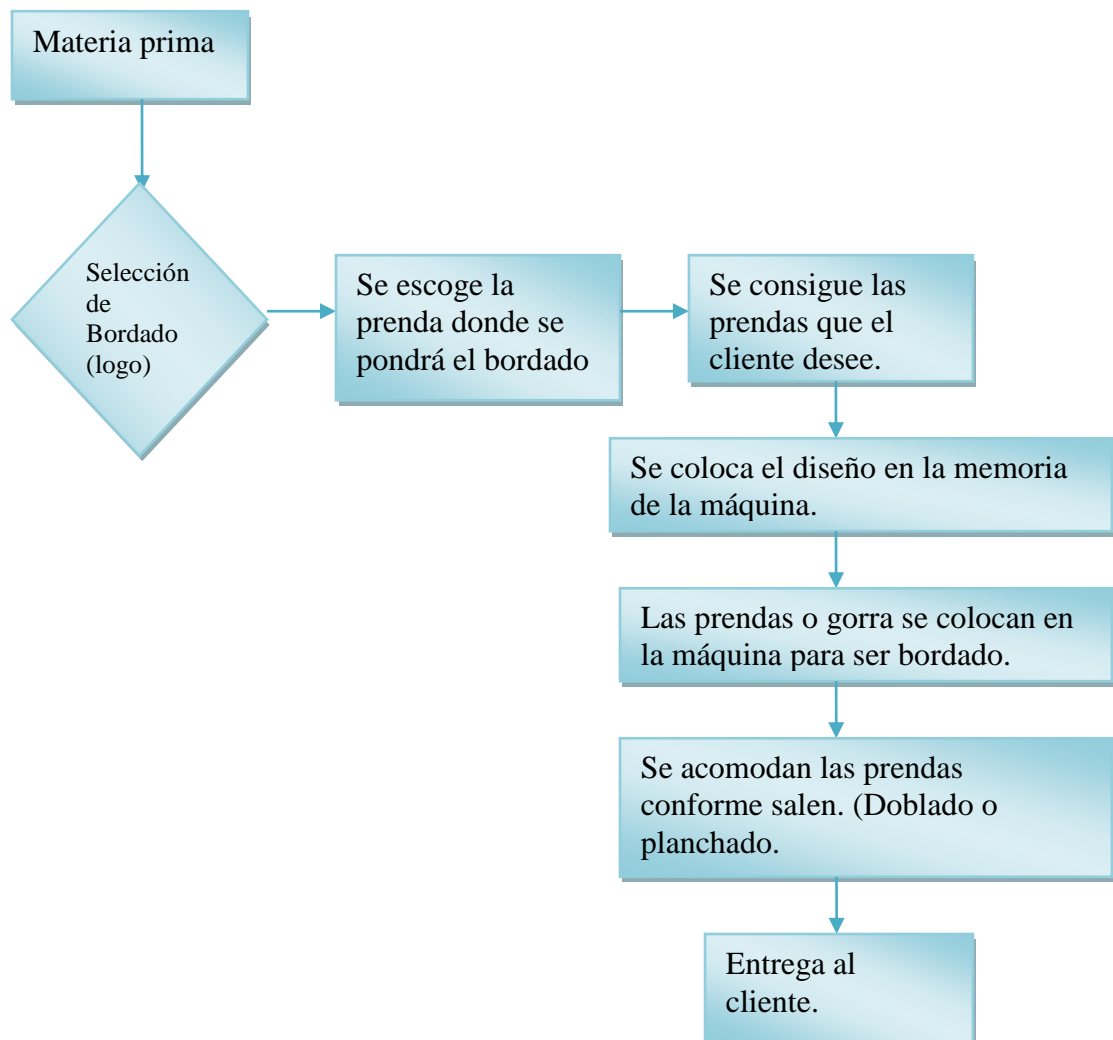 Materia prima
Selección
de
Bordado
(logo)
Se escoge la
prenda donde se
pondrá el bordado
Se consigue las
prendas que el
cliente desee.
Se coloca el diseño en la memoria
de la máquina.
Las prendas o gorra se colocan en
la máquina para ser bordado.
Se acomodan las prendas
conforme salen. (Doblado o
planchado.
Entrega al
cliente.